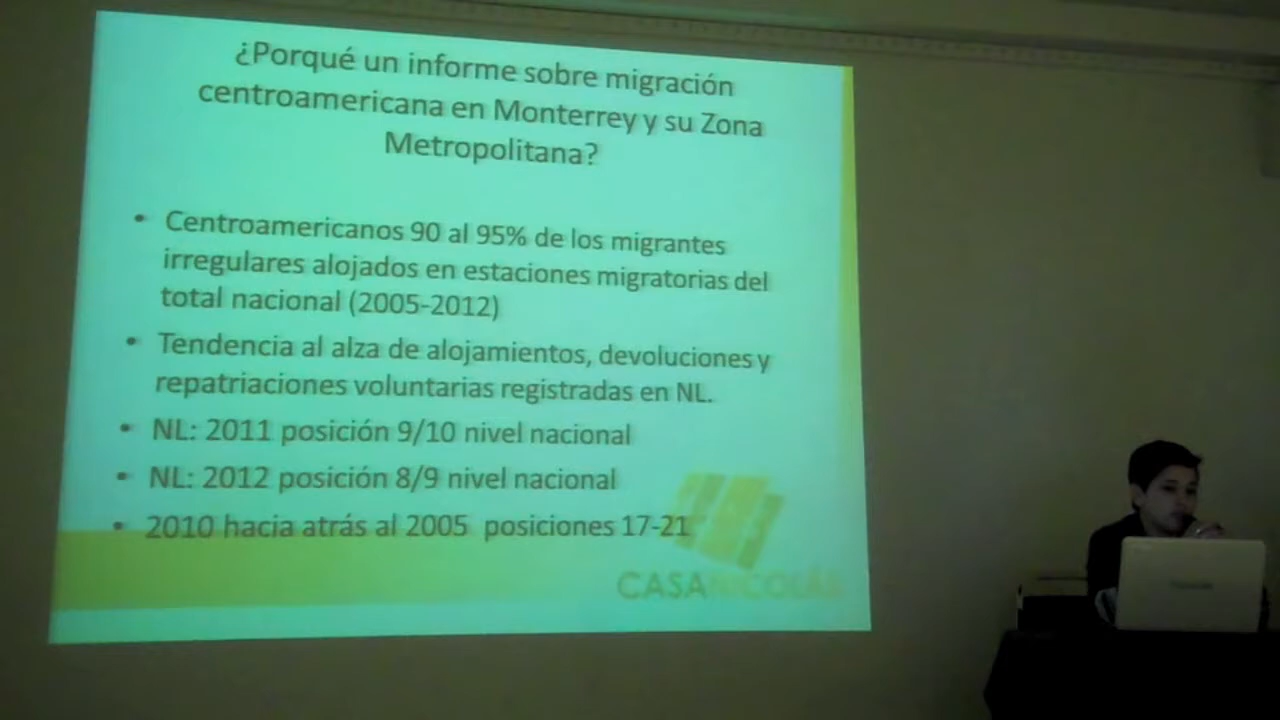 ¿Porqué un informe sobre migración
centroamericana en Monterrey y su Zona
Metropolitana?
• Centroamericanos 90 al 95% de los migrantes
irregulares alojados en estaciones migratorias del
total nacional (2005-2012)
• Tendencia al alza de alojamientos, devoluciones y
repatriaciones voluntarias registradas en NL.
• NL: 2011 posición 9/10 nivel nacional
• NL: 2012 posición 8/9 nivel nacional
• 2010 hacia atrás al 2005 posiciones 17-21
CASANICOLÁS